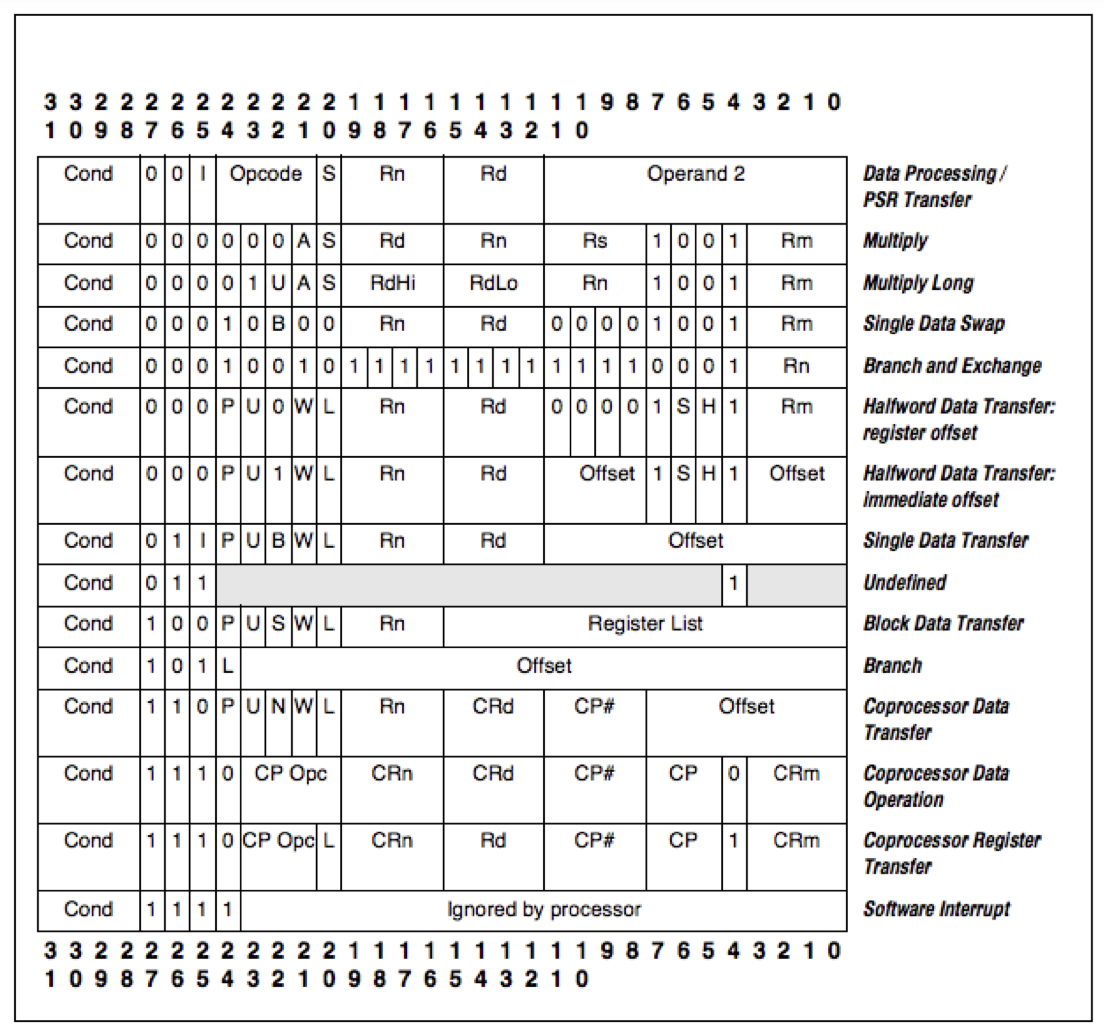 3 3 2 2 2 2 2 2 2 2 2 2 1 1 1 1 1 1 1 1 1 1 9 8 7 6 5 4 3 2 1 0
1 0 9 8 7 6 5 4 3 2 1 0 9 8 7 6 5 4 3 2 1 0
Cond 0 0 I Opcode S Rn Rd Operand 2 Data Processing /
PSR Transfer
Cond 0 0 0 0 0 0 A S Rd Rn Rs 1 0 0 1 Rm Multiply
Cond 0 0 0 0 1 U A S RdHi RdLo Rn 1 0 0 1 Rm Multiply Long
Cond 0 0 0 1 0 B 0 0 Rn Rd 0 0 0 0 1 0 0 1 Rm Single Data Swap
Cond 0 0 0 1 0 0 1 0 1 1 1 1 1 1 1 1 1 1 1 1 0 0 0 1 Rn Branch and Exchange
Cond 0 0 0 P U 0 W L Rn Rd 0 0 0 0 1 S H 1 Rm Halfword Data Transfer:
register offset
Cond 0 0 0 P U 1 W L Rn Rd Offset 1 S H 1 Offset Halfword Data Transfer:
immediate offset
Cond 0 1 I P U B W L Rn Rd Offset Single Data Transfer
Cond 0 1 1 1 Undefined
Cond 1 0 0 P U S W L Rn Register List Block Data Transfer
Cond 1 0 1 L Offset Branch
Cond 1 1 0 P U N W L Rn CRd CP# Offset Coprocessor Data
Transfer
Cond 1 1 1 0 CP Opc CRn CRd CP# CP 0 CRm Coprocessor Data
Operation
Cond 1 1 1 0 CP Opc L CRn Rd CP# CP 1 CRm Coprocessor Register
Transfer
Cond 1 1 1 1 Ignored by processor Software Interrupt
3 3 2 2 2 2 2 2 2 2 2 2 1 1 1 1 1 1 1 1 1 1 9 8 7 6 5 4 3 2 1 0
1 0 9 8 7 6 5 4 3 2 1 0 9 8 7 6 5 4 3 2 1 0